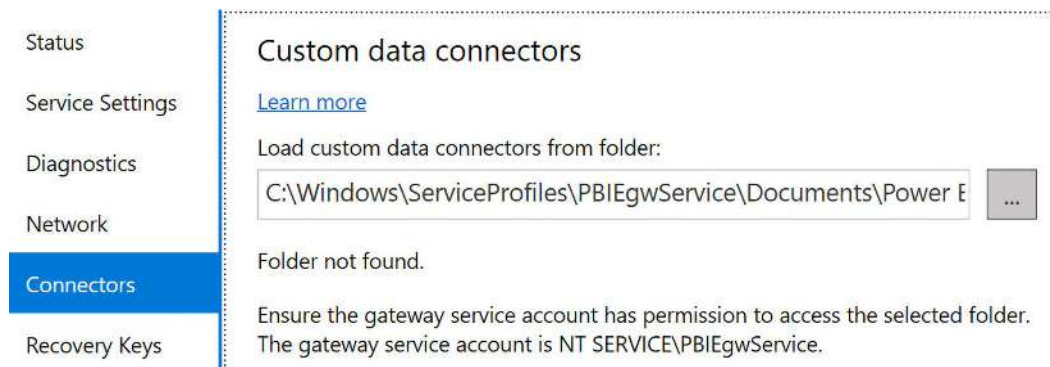 Status
Service Settings
Diagnostics
Network
Connectors
Recovery Keys
Custom data connectors
Learn more
Load custom data connectors from folder:
C:\Windows\ServiceProfiles\PBIEgwService\Documents\Power
...
Folder not found.
Ensure the gateway service account has permission to access the selected folder.
The gateway service account is NT SERVICE\PBIEgwService.